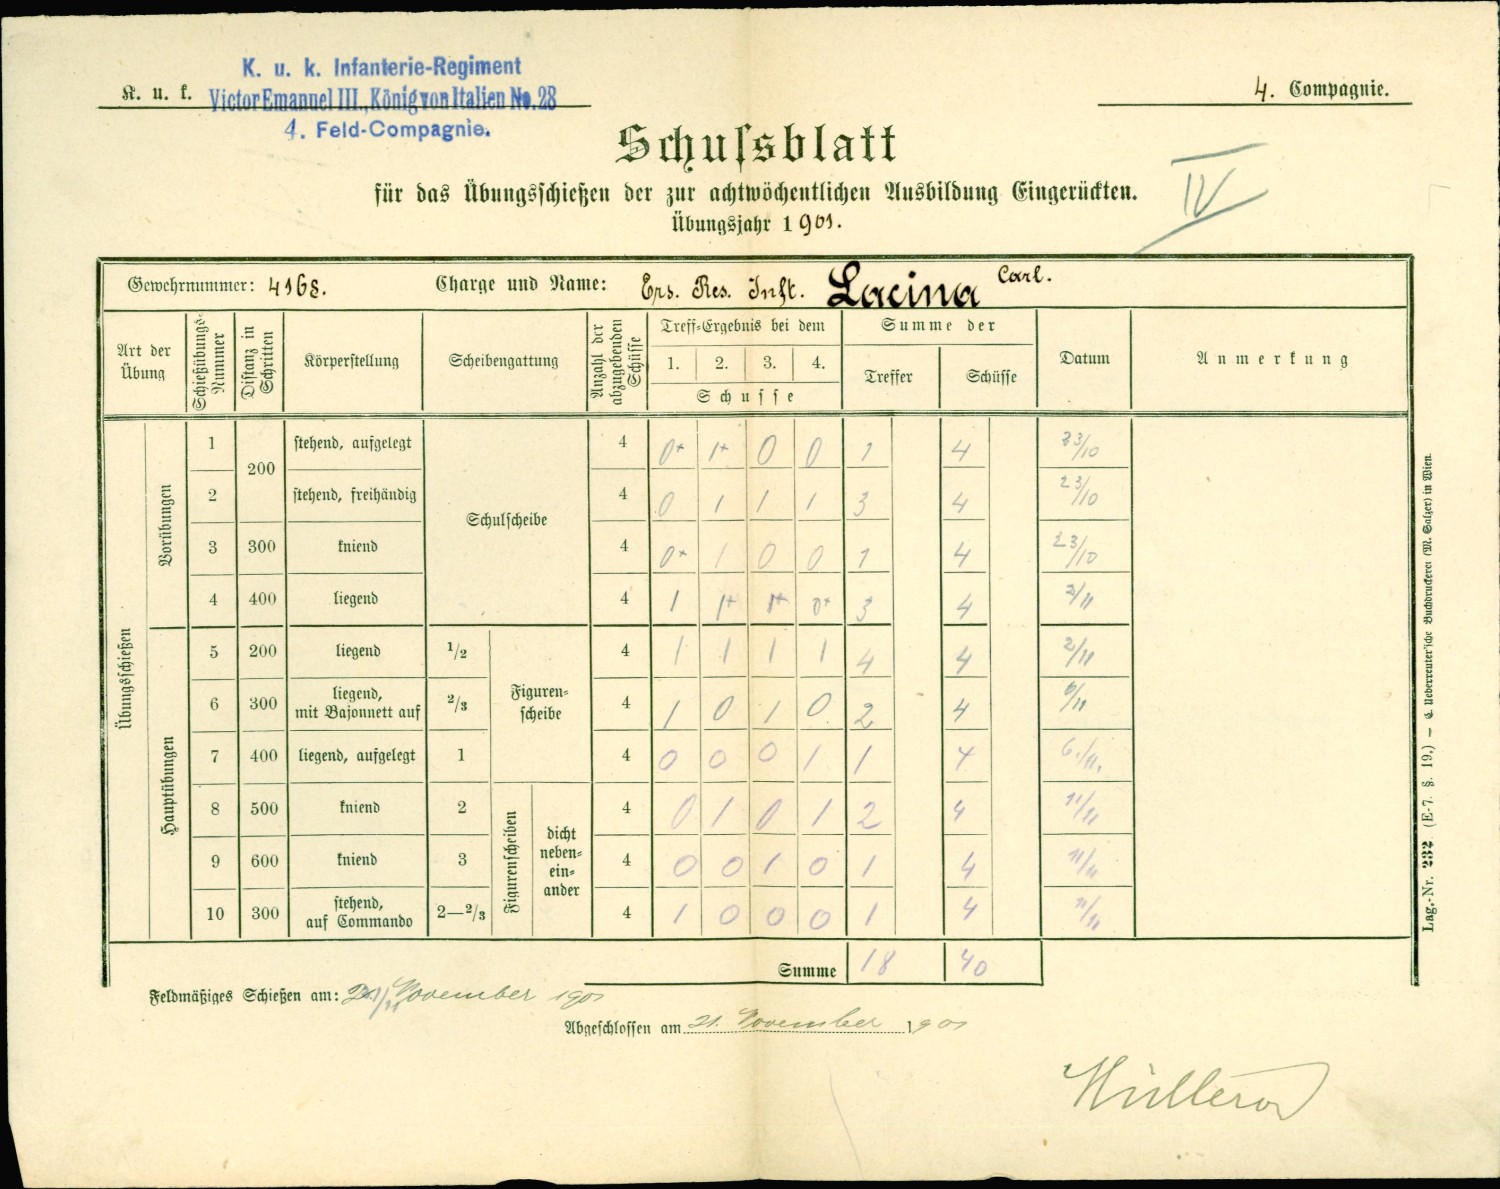 K. u. k. Infanterie-Regiment
K. u. k. Victor Emanuel III., König von Italien No. 28
4. Feld-Compagnie.
4. Compagnie.
Schussblatt
für das Übungsschießen der zur achtwöchentlichen Ausbildung Eingerückten.
Übungsjahr 1901.
IV
Gewehrnummer: 4168. Charge und Name: Ers. Res. Inft. Lacina Carl.
Art der Übung | Schießübungs-Nummer | Distanz in Schritten | Körperstellung | Scheibengattung | Anzahl der abzugebenden Schüsse | Treff-Ergebnis bei dem 1. 2. 3. 4. Schusse | Summe der Treffer | Schüsse | Datum | Anmerkung
Übungsschießen
Vorübungen
1 | 200 | stehend, aufgelegt | Schulscheibe | 4 | 0+ | 1+ | 0 | 0 | 1 | 4 | 23/10
2 | stehend, freihändig | 4 | 0 | 1 | 1 | 1 | 3 | 4 | 23/10
3 | 300 | kniend | 4 | 0+ | 1 | 0 | 0 | 1 | 4 | 23/10
4 | 400 | liegend | 4 | 1 | 1+ | 1+ | 0+ | 3 | 4 | 2/11
Hauptübungen
5 | 200 | liegend | 1/2 | Figuren-scheibe | 4 | 1 | 1 | 1 | 1 | 4 | 4 | 2/11
6 | 300 | liegend, mit Bajonnett auf | 2/3 | 4 | 1 | 0 | 1 | 0 | 2 | 4 | 6/11
7 | 400 | liegend, aufgelegt | 1 | 4 | 0 | 0 | 0 | 1 | 1 | 4 | 6./11.
8 | 500 | kniend | 2 | Figurenscheiben | dicht neben-ein-ander | 4 | 0 | 1 | 0 | 1 | 2 | 4 | 11/11
9 | 600 | kniend | 3 | 4 | 0 | 0 | 1 | 0 | 1 | 4 | 11/11
10 | 300 | stehend, auf Commando | 2—2/3 | 4 | 1 | 0 | 0 | 0 | 1 | 4 | 11/11
Summe | 18 | 40
Feldmäßiges Schießen am: November 1901
Abgeschlossen am 21. November 1901
Lag.-Nr. 232. (E-7. §. 19.) — C. Ueberreuter'sche Buchdruckerei (M. Salzer) in Wien.